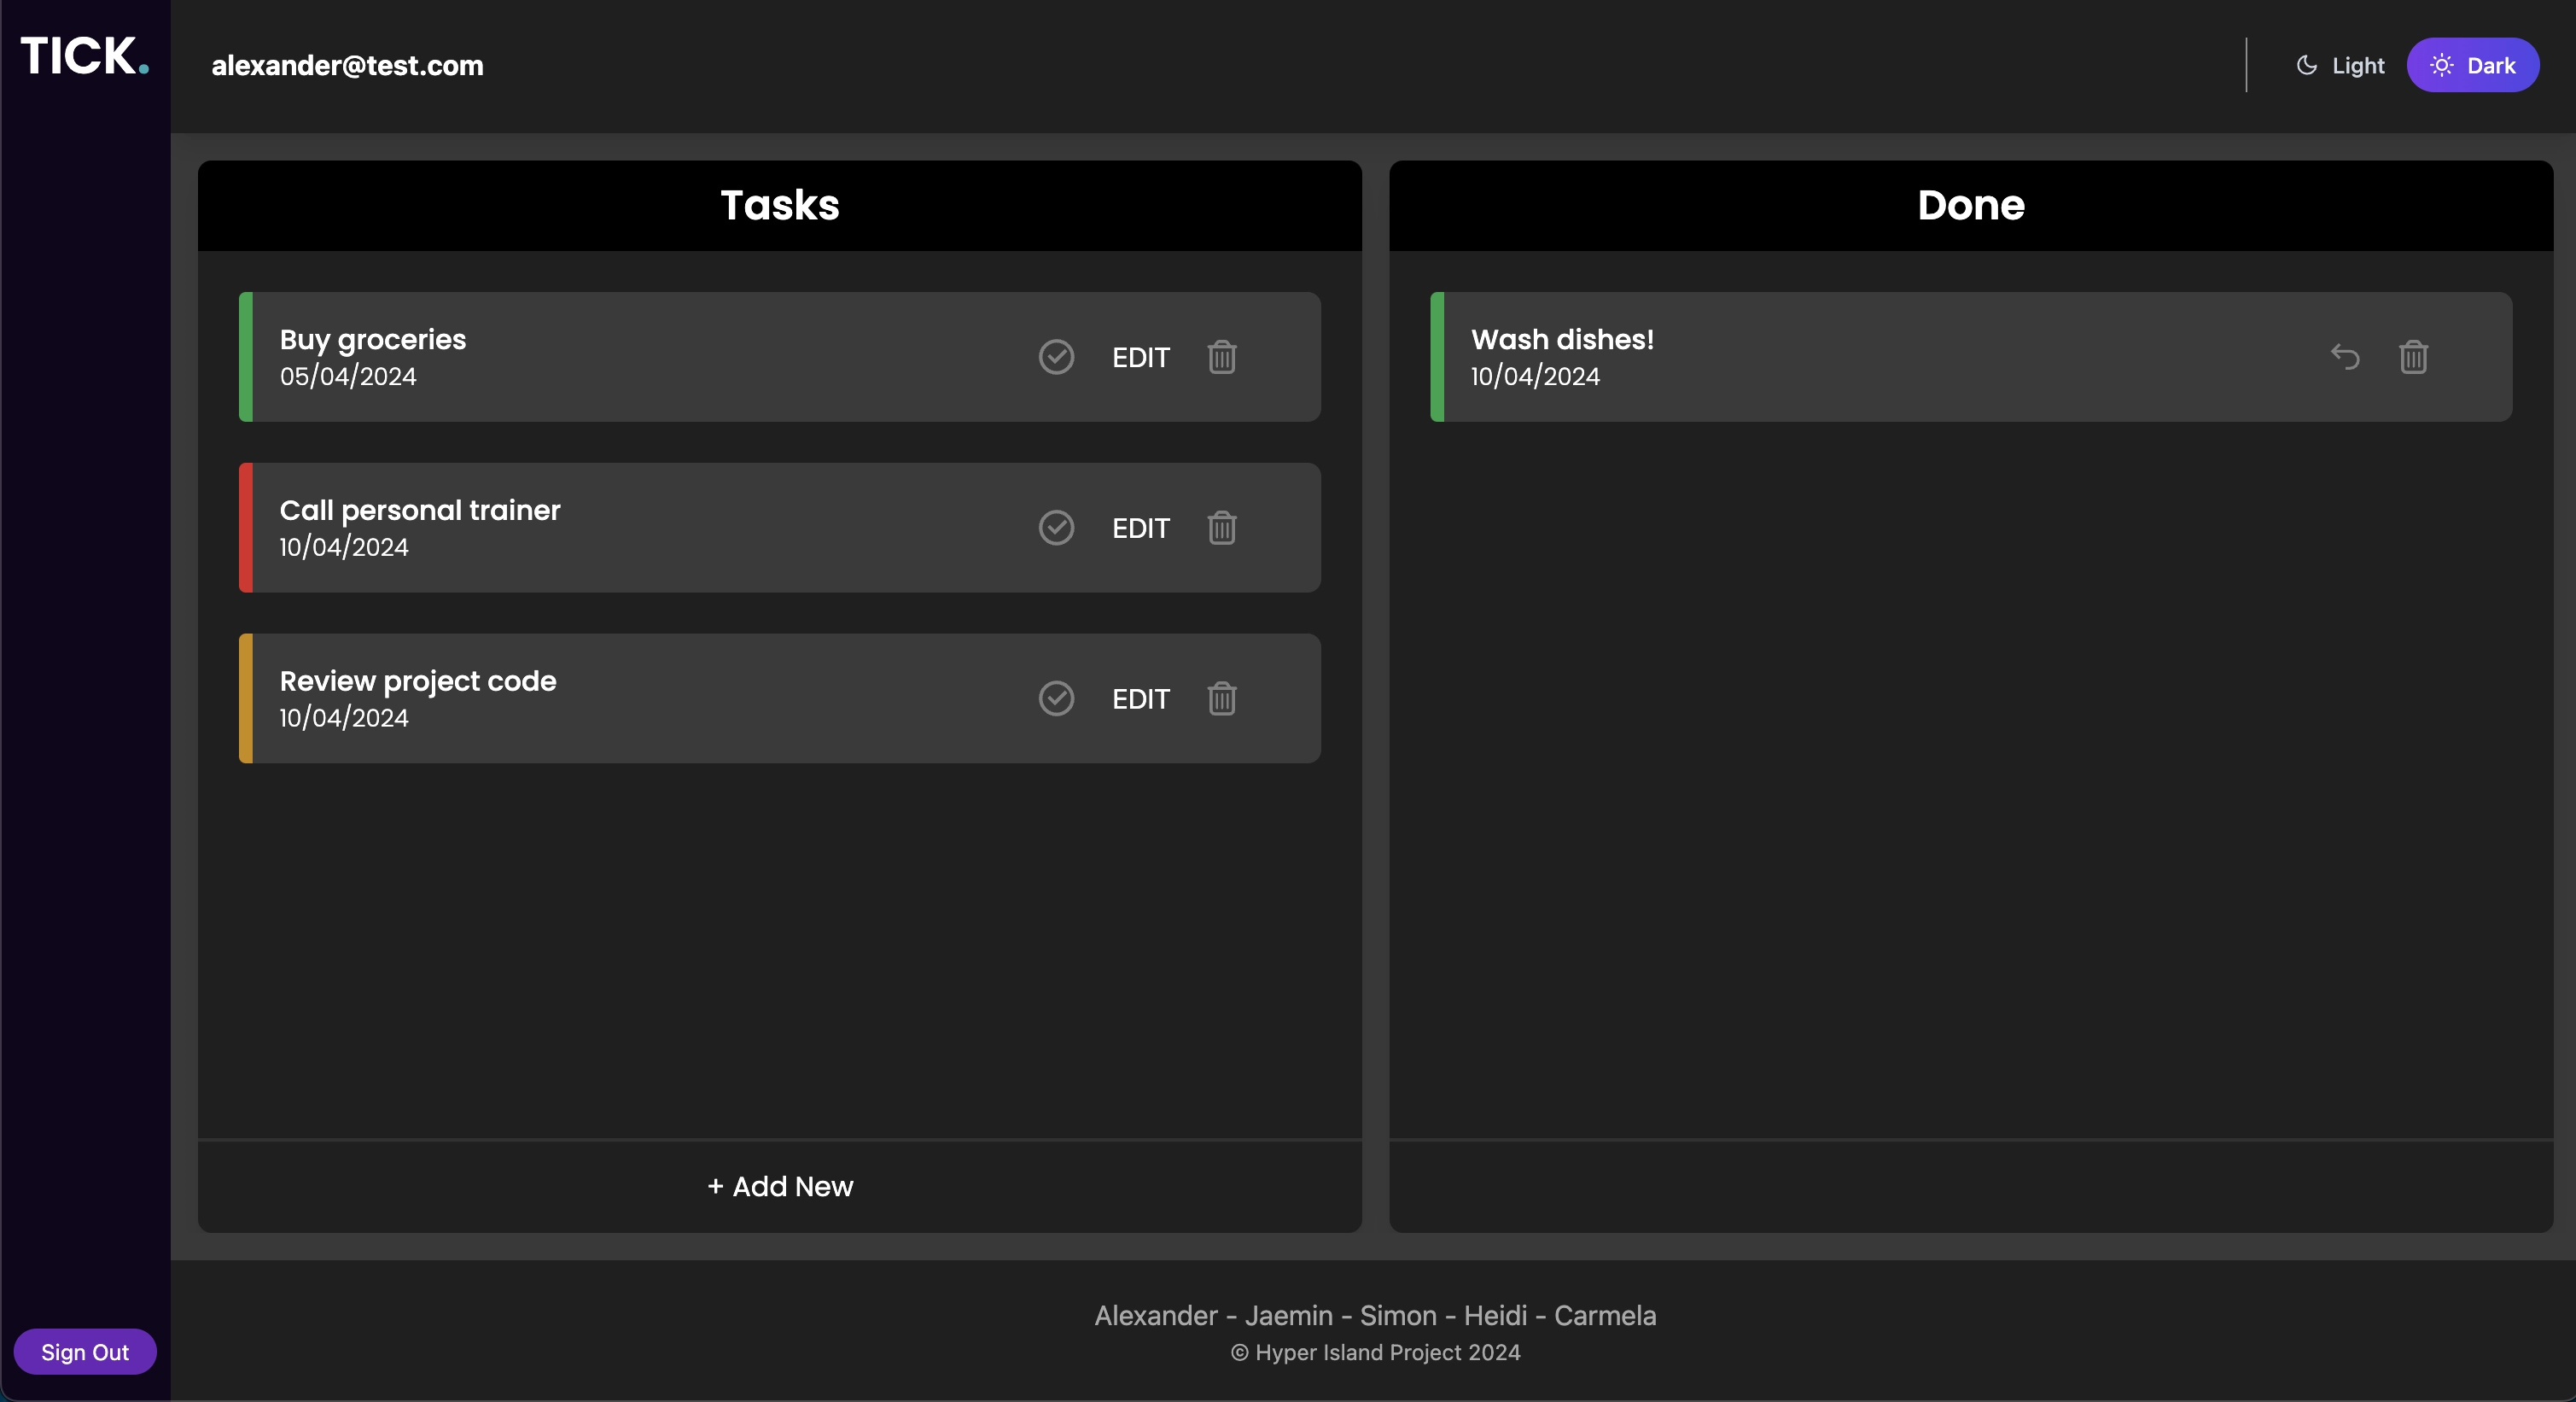 TICK.
alexander@test.com
Light
Dark
Tasks
Buy groceries
05/04/2024
EDIT
Call personal trainer
10/04/2024
EDIT
Review project code
10/04/2024
EDIT
+ Add New
Done
Wash dishes!
10/04/2024
Sign Out
Alexander - Jaemin - Simon - Heidi - Carmela
© Hyper Island Project 2024